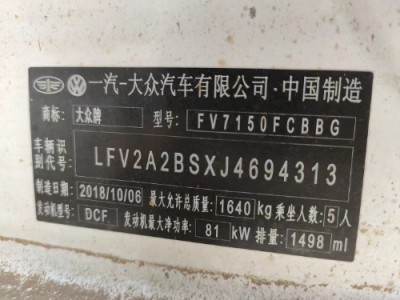 一汽-大众汽车有限公司·中国制造
商标: 大众牌 型号: FV7150FCBBG
车辆识别代号: LFV2A2BSXJ4694313
制造日期 2018/10/06 最大允许总质量: 1640 kg 乘坐人数: 5 人
发动机型号: DCF 发动机最大净功率: 81 kW 排量: 1498 ml